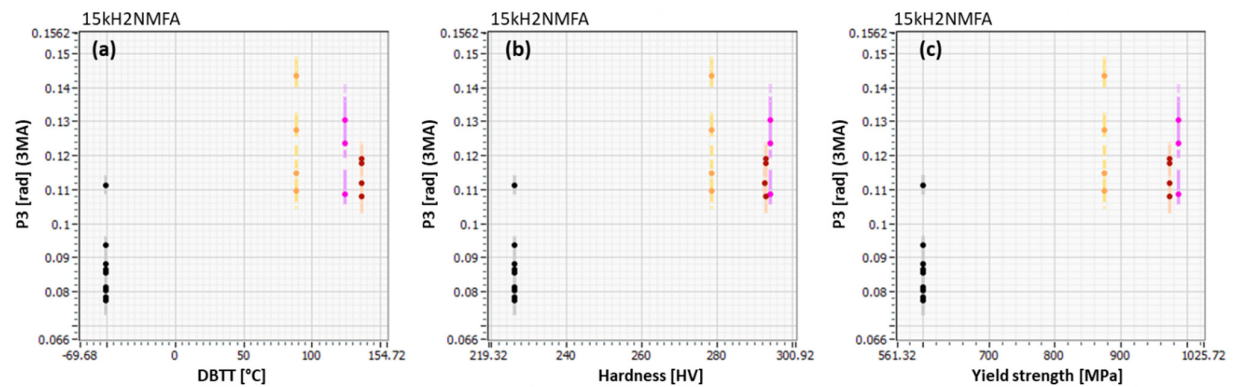 15kH2NMFA
(a)
P3 [rad] (3MA)
0.1562
0.15
0.14
0.13
0.12
0.11
0.1
0.09
0.08
0.066
-69.68 0 50 100 154.72
DBTT [°C]
15kH2NMFA
(b)
P3 [rad] (3MA)
0.1562
0.15
0.14
0.13
0.12
0.11
0.1
0.09
0.08
0.066
219.32 240 260 280 300.92
Hardness [HV]
15kH2NMFA
(c)
P3 [rad] (3MA)
0.1562
0.15
0.14
0.13
0.12
0.11
0.1
0.09
0.08
0.066
561.32 700 800 900 1025.72
Yield strength [MPa]